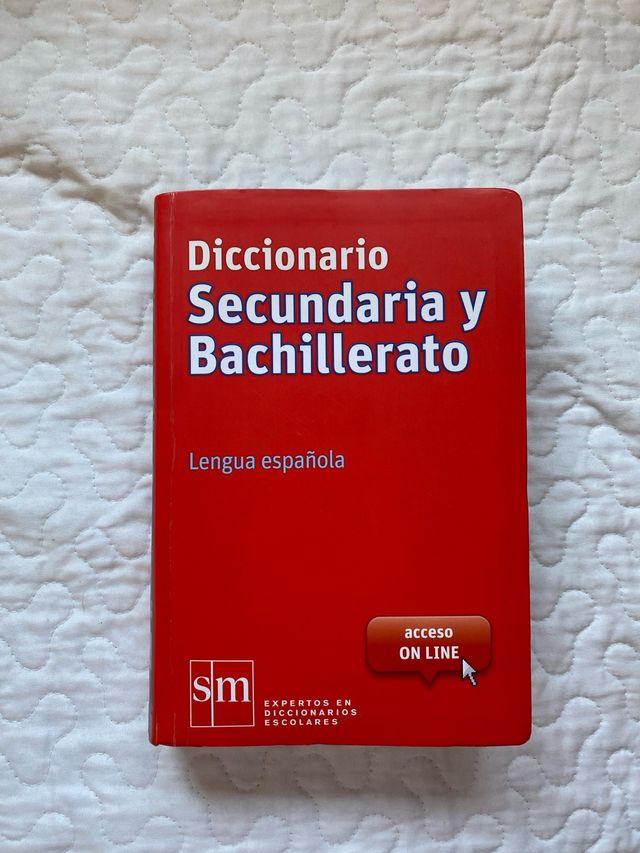 Diccionario
Secundaria y
Bachillerato
Lengua española
acceso
ON LINE
sm
EXPERTOS EN
DICCIONARIOS
ESCOLARES